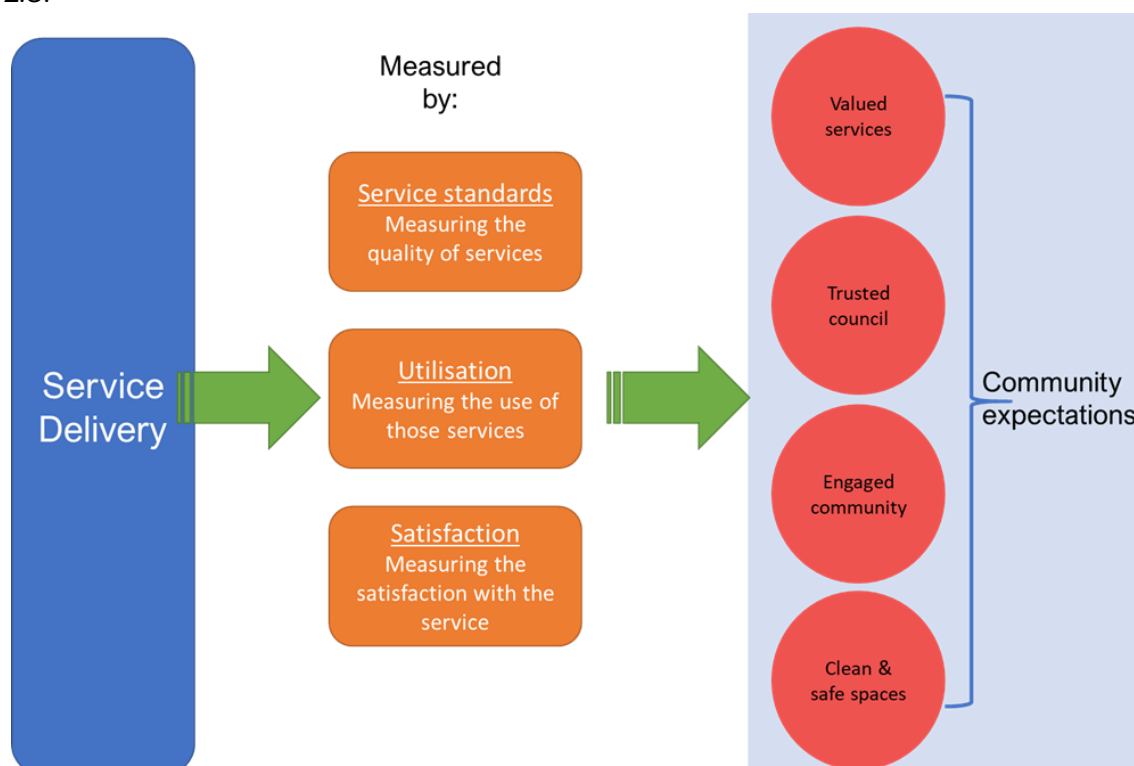 Service
Delivery
Measured
by:
Service standards
Measuring the
quality of services
Utilisation
Measuring the use of
those services
Satisfaction
Measuring the
satisfaction with the
service
Valued
services
Trusted
council
Engaged
community
Clean &
safe spaces
Community
expectations